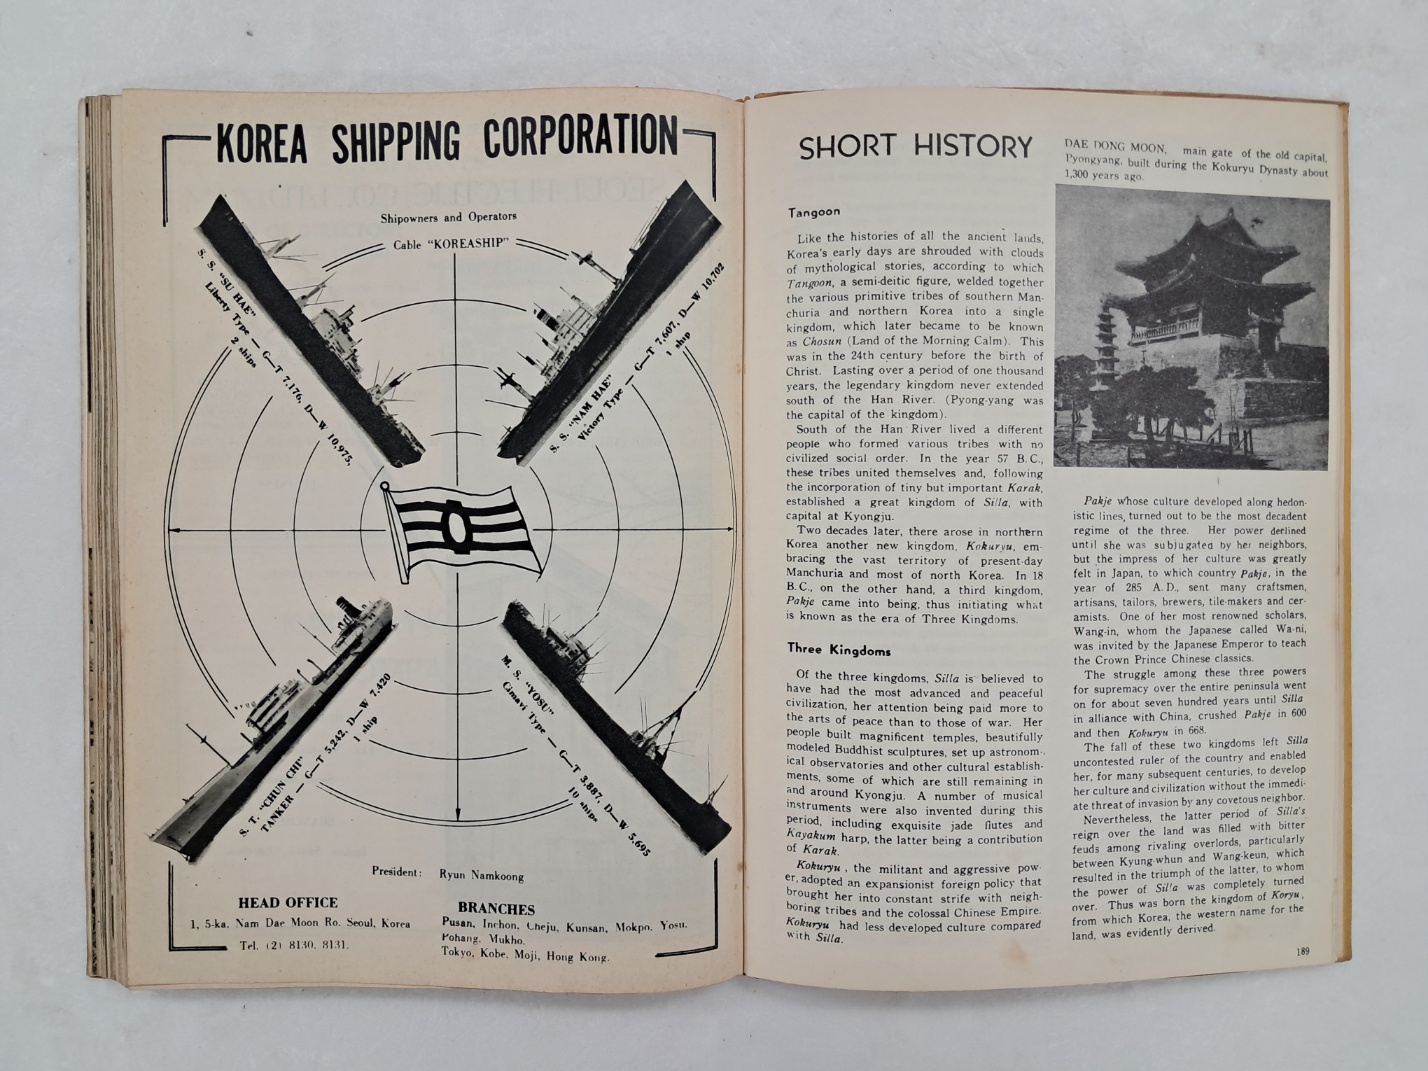 KOREA SHIPPING CORPORATION
Shipowners and Operators
Cable "KOREASHIP"
S. S. "SU HAE"
Liberty Type — G—T 7,176, D—W 10,975,
2 ships
S. S. "NAM HAE"
Victory Type — G—T 7,607, D—W 10,702
1 ship
S. T. "CHUN CHI"
TANKER — G—T 5,242, D—W 7,420
1 ship
M. S. "YOSU"
Cimavi Type — G—T 3,887, D—W 5,695
10 ships
President: Ryun Namkoong
HEAD OFFICE
1, 5-ka. Nam Dae Moon Ro. Seoul, Korea
Tel. (2) 8130. 8131.
BRANCHES
Pusan, Inchon, Cheju, Kunsan, Mokpo. Yosu.
Pohang, Mukho.
Tokyo, Kobe, Moji, Hong Kong.
SHORT HISTORY
Tangoon
Like the histories of all the ancient lands,
Korea's early days are shrouded with clouds
of mythological stories, according to which
Tangoon, a semi-deitic figure, welded together
the various primitive tribes of southern Man-
churia and northern Korea into a single
kingdom, which later became to be known
as Chosun (Land of the Morning Calm). This
was in the 24th century before the birth of
Christ. Lasting over a period of one thousand
years, the legendary kingdom never extended
south of the Han River. (Pyong-yang was
the capital of the kingdom).
South of the Han River lived a different
people who formed various tribes with no
civilized social order. In the year 57 B.C.,
these tribes united themselves and, following
the incorporation of tiny but important Karak,
established a great kingdom of Silla, with
capital at Kyongju.
Two decades later, there arose in northern
Korea another new kingdom, Kokuryu, em-
bracing the vast territory of present-day
Manchuria and most of north Korea. In 18
B.C., on the other hand, a third kingdom,
Pakje came into being, thus initiating what
is known as the era of Three Kingdoms.
Three Kingdoms
Of the three kingdoms, Silla is believed to
have had the most advanced and peaceful
civilization, her attention being paid more to
the arts of peace than to those of war. Her
people built magnificent temples, beautifully
modeled Buddhist sculptures, set up astronom-
ical observatories and other cultural establish-
ments, some of which are still remaining in
and around Kyongju. A number of musical
instruments were also invented during this
period, including exquisite jade flutes and
Kayakum harp, the latter being a contribution
of Karak.
Kokuryu, the militant and aggressive pow-
er, adopted an expansionist foreign policy that
brought her into constant strife with neigh-
boring tribes and the colossal Chinese Empire.
Kokuryu had less developed culture compared
with Silla.
DAE DONG MOON, main gate of the old capital,
Pyongyang, built during the Kokuryu Dynasty about
1,300 years ago.
Pakje whose culture developed along hedon-
istic lines, turned out to be the most decadent
regime of the three. Her power declined
until she was subjugated by her neighbors,
but the impress of her culture was greatly
felt in Japan, to which country Pakje, in the
year of 285 A.D., sent many craftsmen,
artisans, tailors, brewers, tile-makers and cer-
amists. One of her most renowned scholars,
Wang-in, whom the Japanese called Wa-ni,
was invited by the Japanese Emperor to teach
the Crown Prince Chinese classics.
The struggle among these three powers
for supremacy over the entire peninsula went
on for about seven hundred years until Silla
in alliance with China, crushed Pakje in 600
and then Kokuryu in 668.
The fall of these two kingdoms left Silla
uncontested ruler of the country and enabled
her, for many subsequent centuries, to develop
her culture and civilization without the immedi-
ate threat of invasion by any covetous neighbor.
Nevertheless, the latter period of Silla's
reign over the land was filled with bitter
feuds among rivaling overlords, particularly
between Kyung-whun and Wang-keun, which
resulted in the triumph of the latter, to whom
the power of Silla was completely turned
over. Thus was born the kingdom of Koryu,
from which Korea, the western name for the
land, was evidently derived.
189